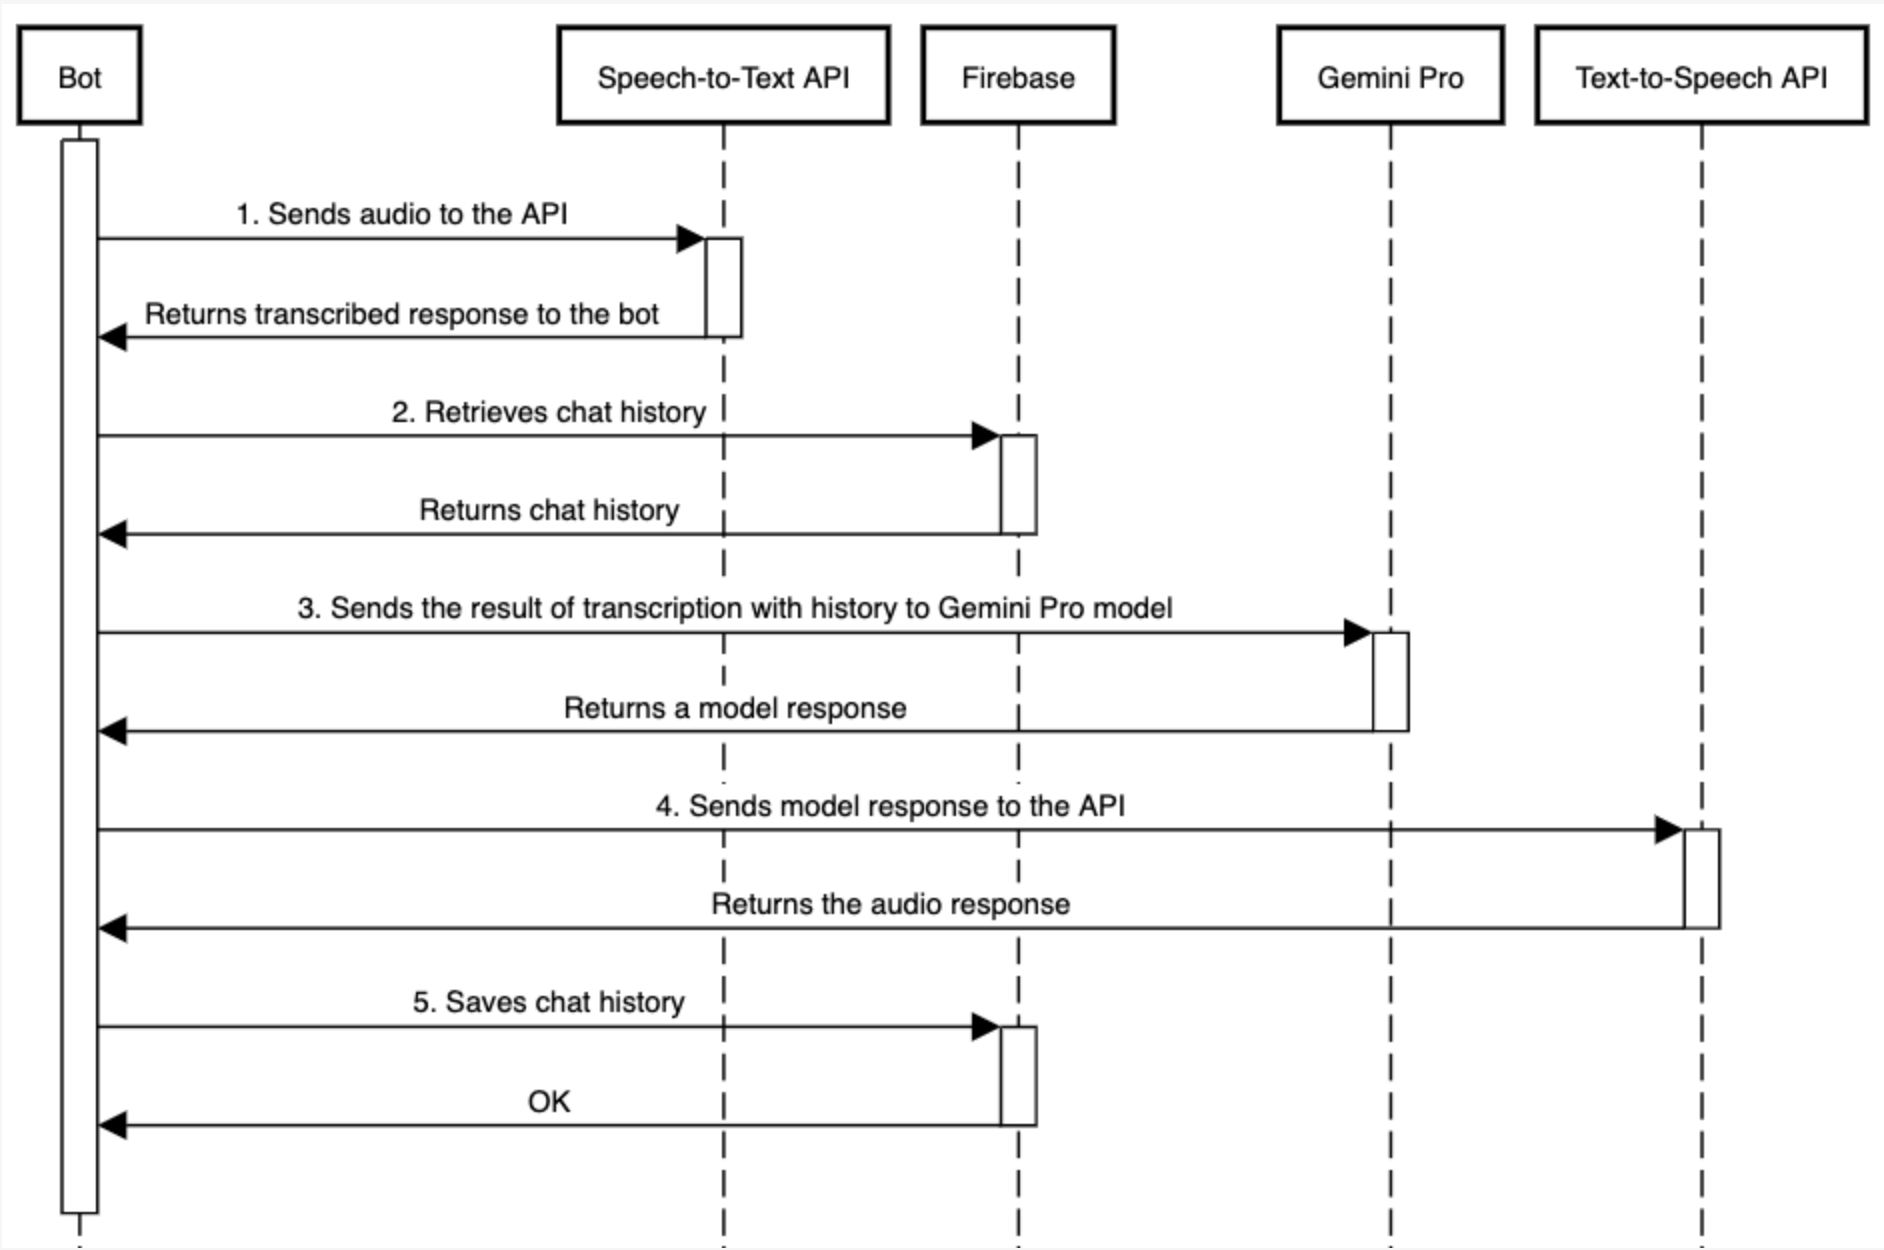 Bot
Speech-to-Text API
Firebase
Gemini Pro
Text-to-Speech API
1. Sends audio to the API
Returns transcribed response to the bot
2. Retrieves chat history
Returns chat history
3. Sends the result of transcription with history to Gemini Pro model
Returns a model response
4. Sends model response to the API
Returns the audio response
5. Saves chat history
OK